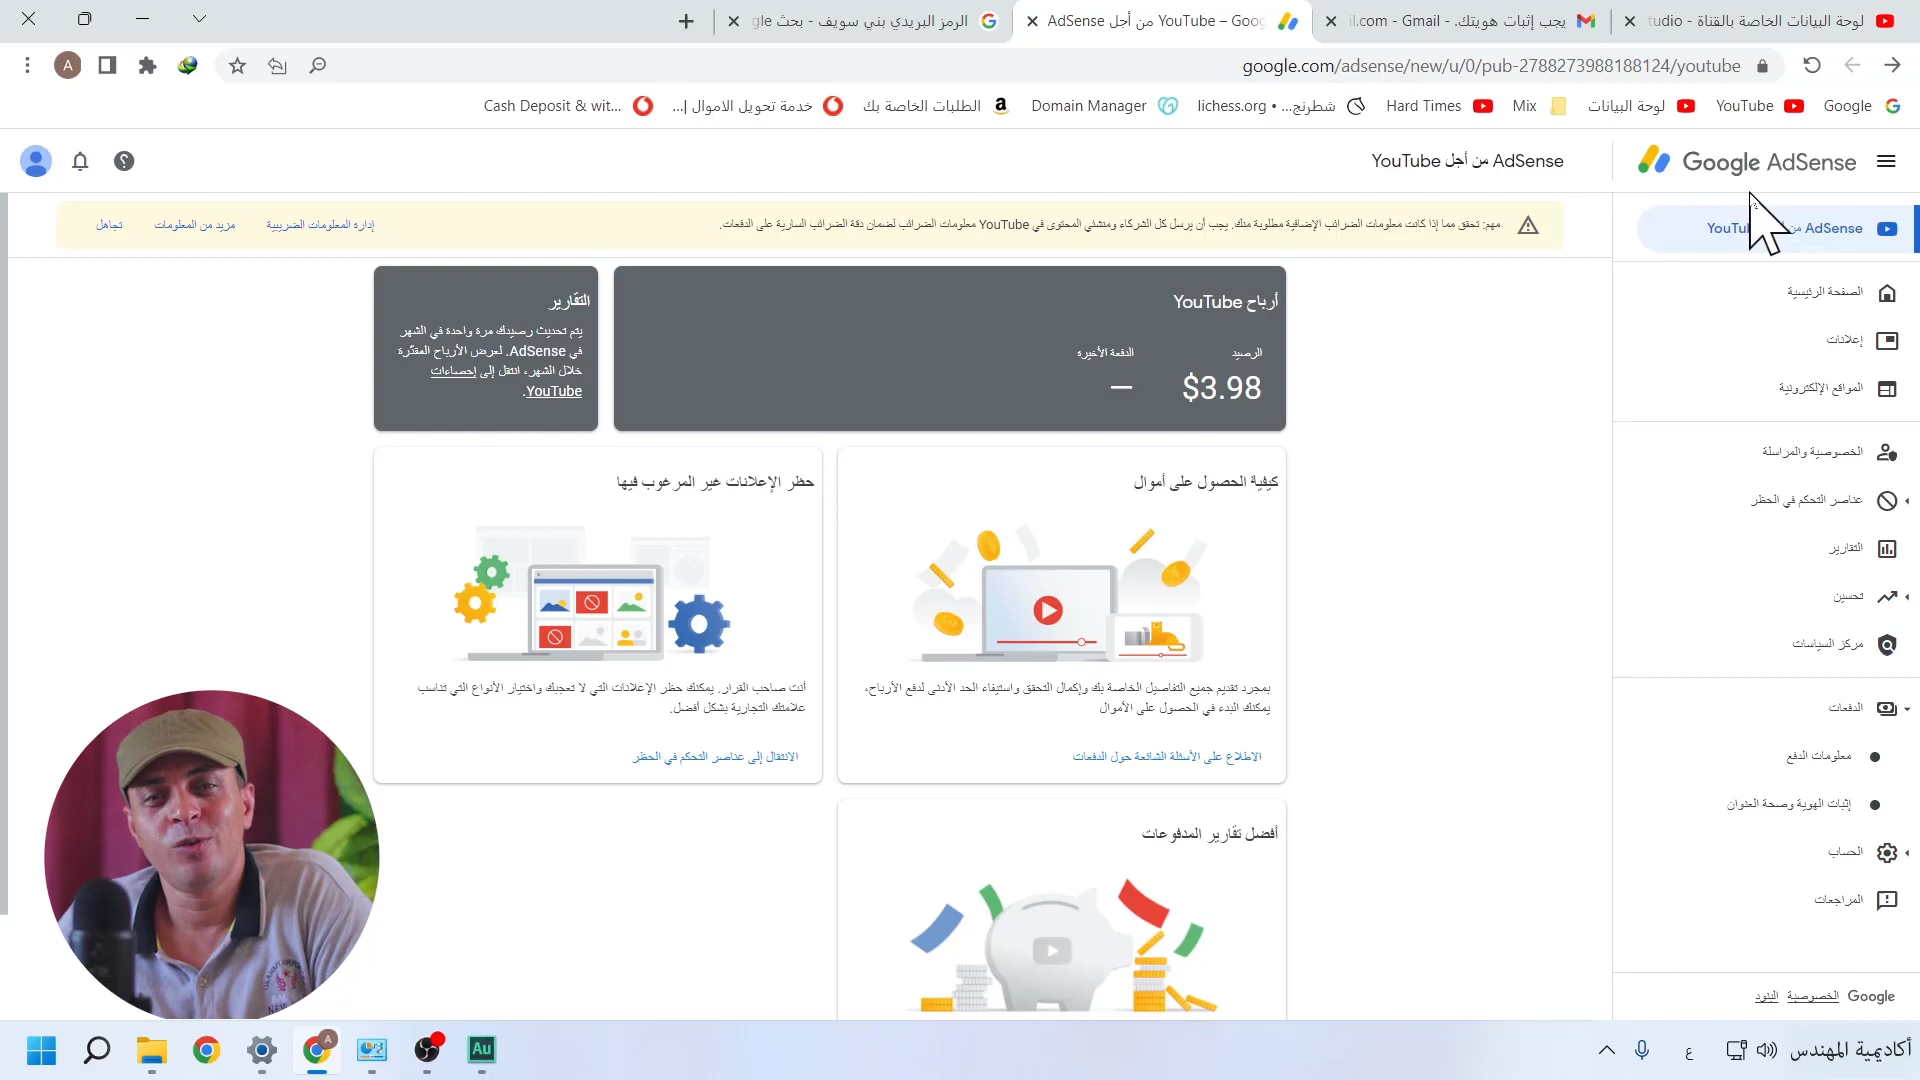 لوحة البيانات الخاصة بالقناة - tudio
يجب إثبات هويتك. - il.com - Gmail
AdSense من أجل YouTube – Goog
الرمز البريدي بني سويف - بحث gle
google.com/adsense/new/u/0/pub-2788273988188124/youtube
A
Google
YouTube
لوحة البيانات
Mix
Hard Times
lichess.org • شطرنج...
Domain Manager
الطلبات الخاصة بك
خدمة تحويل الاموال |...
Cash Deposit & wit...
Google AdSense
AdSense من أجل YouTube
مهم: تحقق مما إذا كانت معلومات الضرائب الإضافية مطلوبة منك. يجب أن يرسل كل الشركاء ومنشئي المحتوى في YouTube معلومات الضرائب لضمان دقة الضرائب السارية على الدفعات.
إدارة المعلومات الضريبية
مزيد من المعلومات
تجاهل
الصفحة الرئيسية
إعلانات
المواقع الإلكترونية
الخصوصية والمراسلة
عناصر التحكم في الحظر
التقارير
تحسين
مركز السياسات
الدفعات
معلومات الدفع
إثبات الهوية وصحة العنوان
الحساب
المراجعات
Google الخصوصية البنود
أرباح YouTube
الرصيد
$3.98
الدفعة الأخيرة
—
التقارير
يتم تحديث رصيدك مرة واحدة في الشهر
في AdSense. لعرض الأرباح المقدّرة
خلال الشهر، انتقل إلى إحصاءات
YouTube.
كيفية الحصول على أموال
بمجرد تقديم جميع التفاصيل الخاصة بك وإكمال التحقق واستيفاء الحد الأدنى لدفع الأرباح،
يمكنك البدء في الحصول على الأموال
الاطلاع على الأسئلة الشائعة حول الدفعات
حظر الإعلانات غير المرغوب فيها
أنت صاحب القرار. يمكنك حظر الإعلانات التي لا تعجبك واختيار الأنواع التي تناسب
علامتك التجارية بشكل أفضل.
الانتقال إلى عناصر التحكم في الحظر
أفضل تقارير المدفوعات
A
Au
ع
أكاديمية المهندس